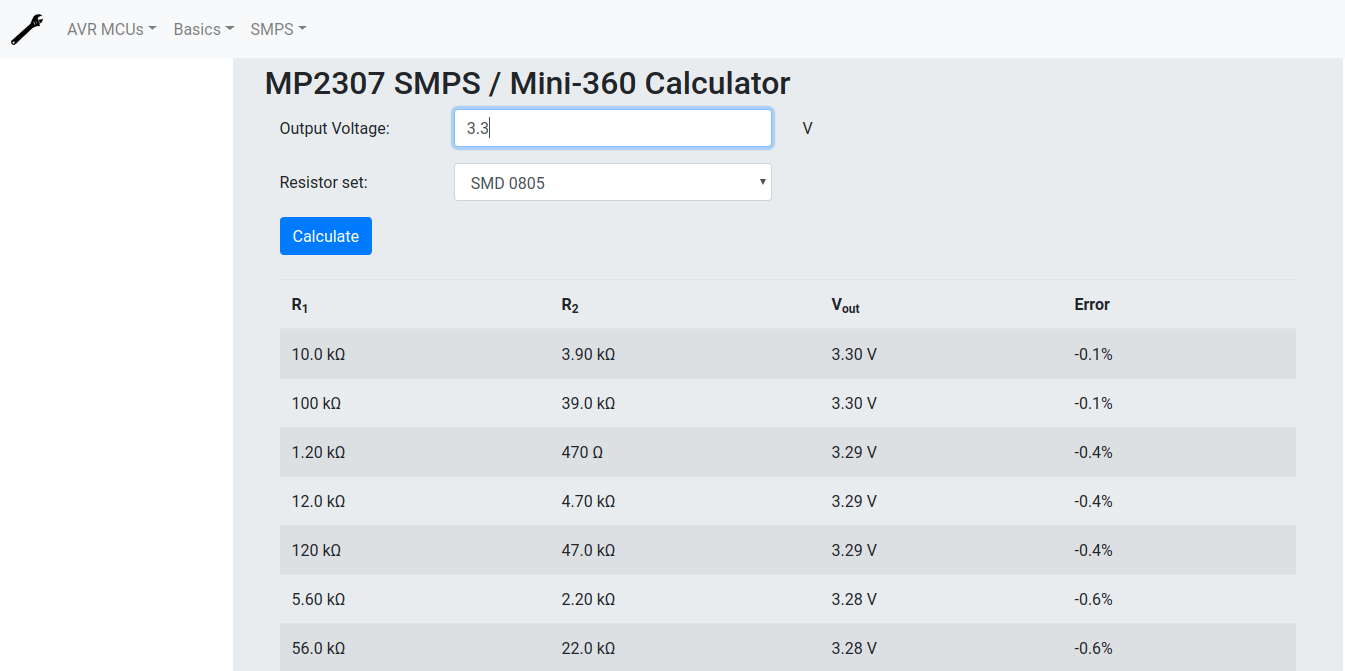 AVR MCUs Basics SMPS
MP2307 SMPS / Mini-360 Calculator
Output Voltage: 3.3 V
Resistor set: SMD 0805
Calculate
R1 R2 Vout Error
10.0 kΩ 3.90 kΩ 3.30 V -0.1%
100 kΩ 39.0 kΩ 3.30 V -0.1%
1.20 kΩ 470 Ω 3.29 V -0.4%
12.0 kΩ 4.70 kΩ 3.29 V -0.4%
120 kΩ 47.0 kΩ 3.29 V -0.4%
5.60 kΩ 2.20 kΩ 3.28 V -0.6%
56.0 kΩ 22.0 kΩ 3.28 V -0.6%